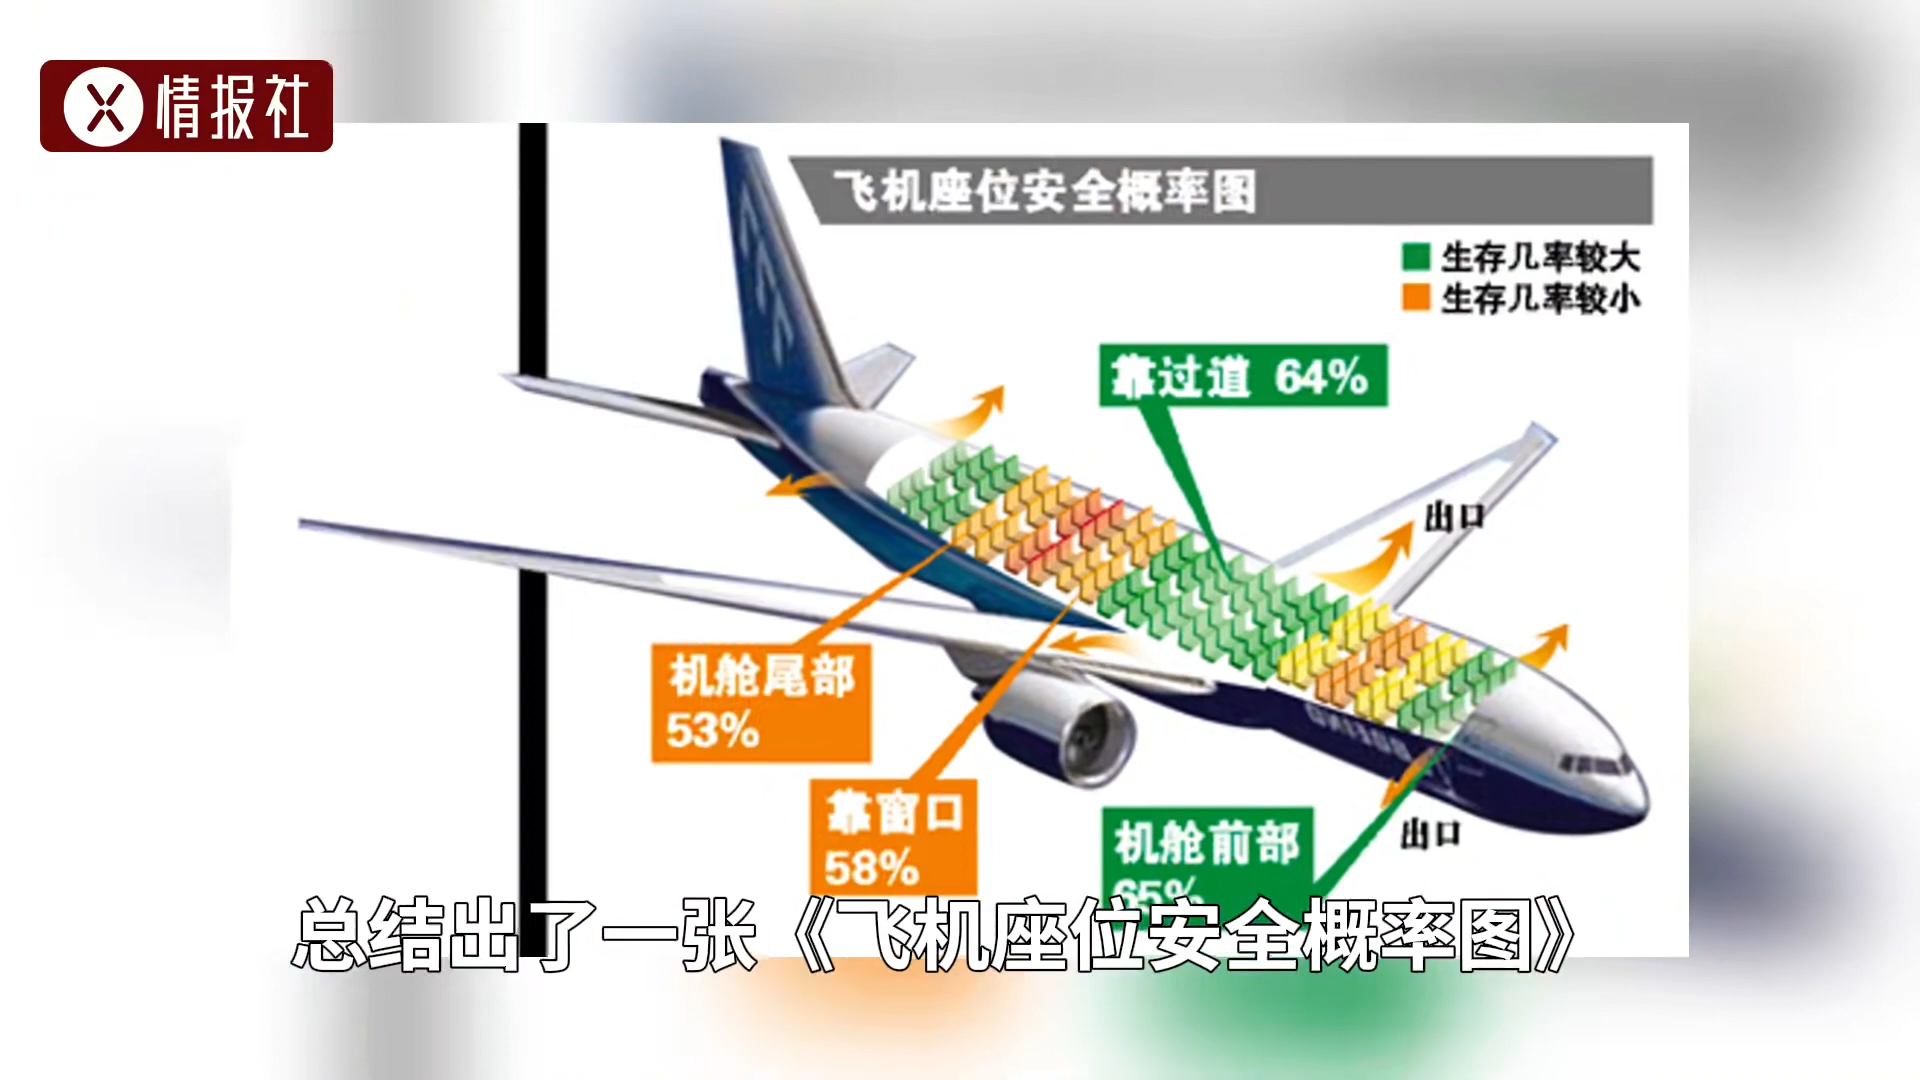 X情报社
飞机座位安全概率图
生存几率较大
生存几率较小
靠过道 64%
出口
机舱尾部
53%
靠窗口
58%
机舱前部
65%
出口
BOEING
总结出了一张《飞机座位安全概率图》